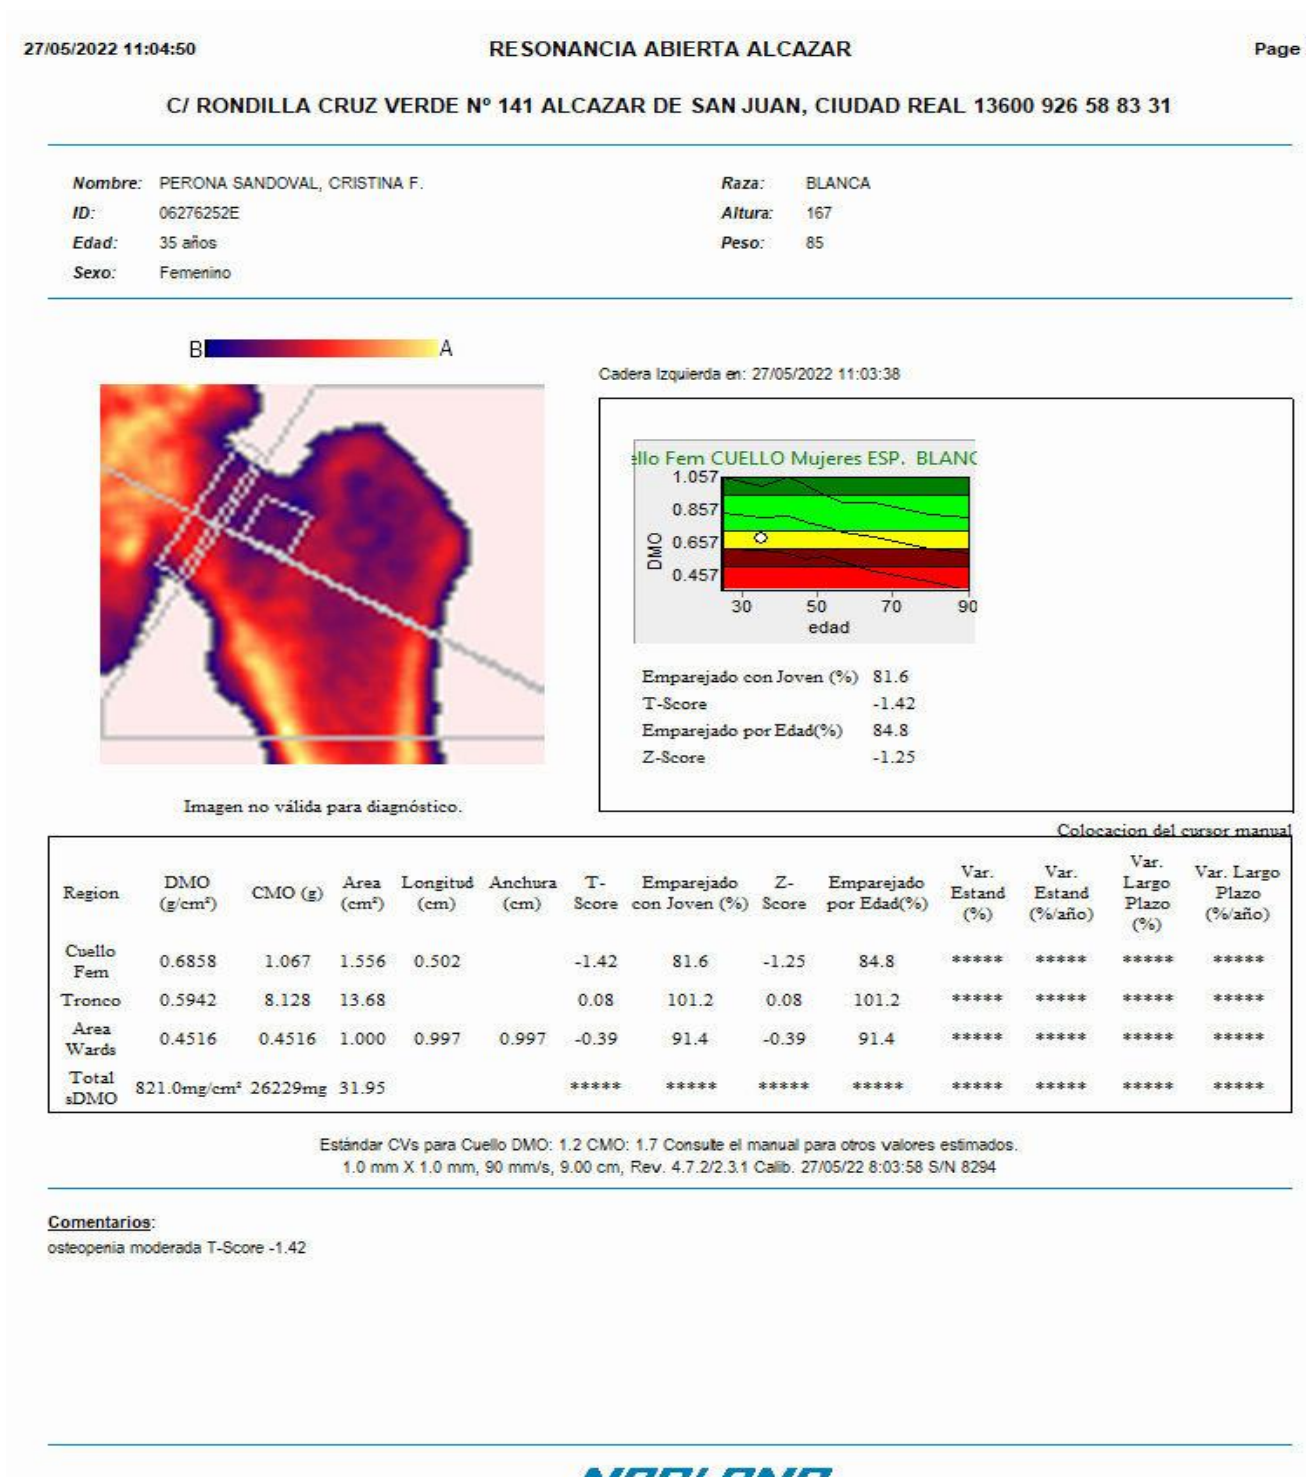 27/05/2022 11:04:50 RESONANCIA ABIERTA ALCAZAR Page
C/ RONDILLA CRUZ VERDE Nº 141 ALCAZAR DE SAN JUAN, CIUDAD REAL 13600 926 58 83 31
Nombre: PERONA SANDOVAL, CRISTINA F. Raza: BLANCA
ID: 06276252E Altura: 167
Edad: 35 años Peso: 85
Sexo: Femenino
B A
Cadera Izquierda en: 27/05/2022 11:03:38
llo Fem CUELLO Mujeres ESP. BLANC
1.057
0.857
0.657
0.457
DMO
30 50 70 90
edad
Emparejado con Joven (%) 81.6
T-Score -1.42
Emparejado por Edad(%) 84.8
Z-Score -1.25
Imagen no válida para diagnóstico.
Colocacion del cursor manual
Region DMO (g/cm²) CMO (g) Area (cm²) Longitud (cm) Anchura (cm) T-Score Emparejado con Joven (%) Z-Score Emparejado por Edad(%) Var. Estand (%) Var. Estand (%/año) Var. Largo Plazo (%) Var. Largo Plazo (%/año)
Cuello Fem 0.6858 1.067 1.556 0.502 -1.42 81.6 -1.25 84.8 ***** ***** ***** *****
Tronco 0.5942 8.128 13.68 0.08 101.2 0.08 101.2 ***** ***** ***** *****
Area Wards 0.4516 0.4516 1.000 0.997 0.997 -0.39 91.4 -0.39 91.4 ***** ***** ***** *****
Total sDMO 821.0mg/cm² 26229mg 31.95 ***** ***** ***** ***** ***** ***** ***** *****
Estándar CVs para Cuello DMO: 1.2 CMO: 1.7 Consulte el manual para otros valores estimados.
1.0 mm X 1.0 mm, 90 mm/s, 9.00 cm, Rev. 4.7.2/2.3.1 Calib. 27/05/22 8:03:58 S/N 8294
Comentarios:
osteopenia moderada T-Score -1.42